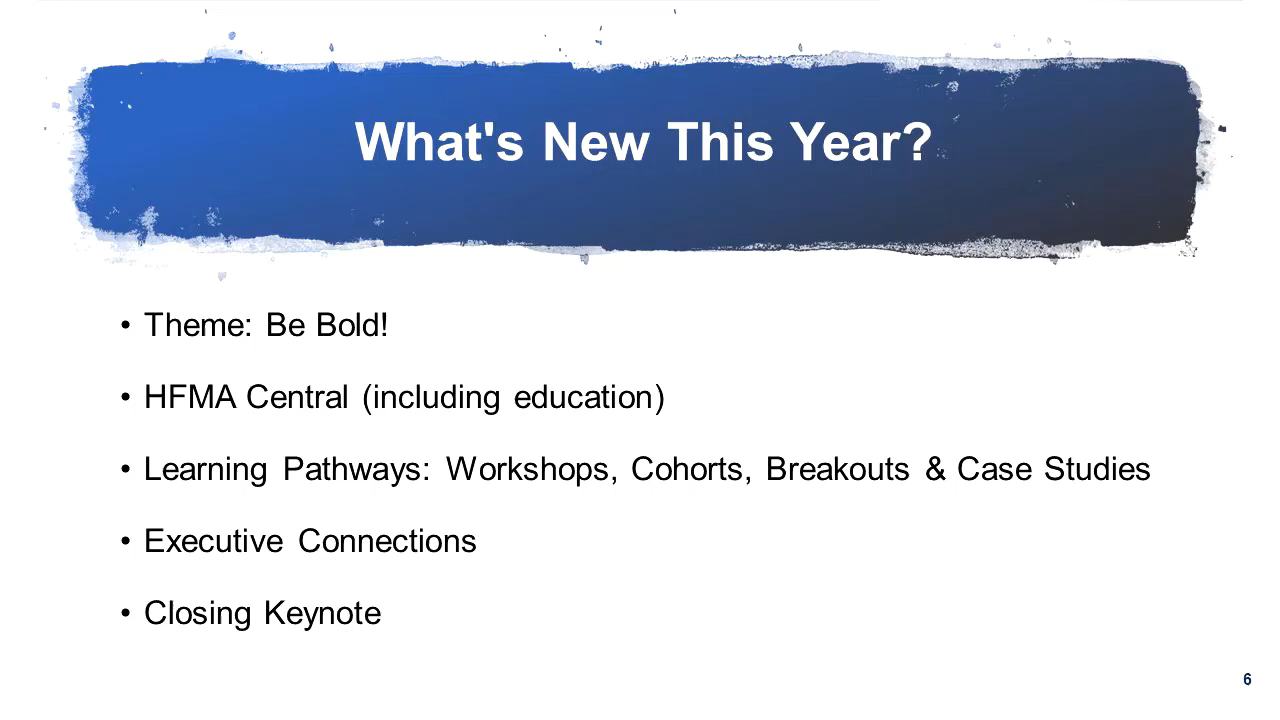 What's New This Year?
• Theme: Be Bold!
• HFMA Central (including education)
• Learning Pathways: Workshops, Cohorts, Breakouts & Case Studies
• Executive Connections
• Closing Keynote
6